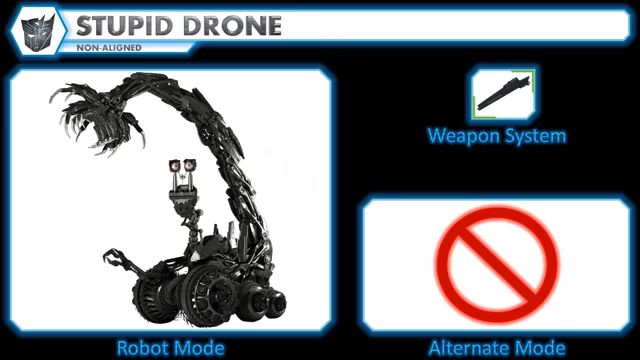 STUPID DRONE
NON-ALIGNED
Weapon System
Robot Mode
Alternate Mode